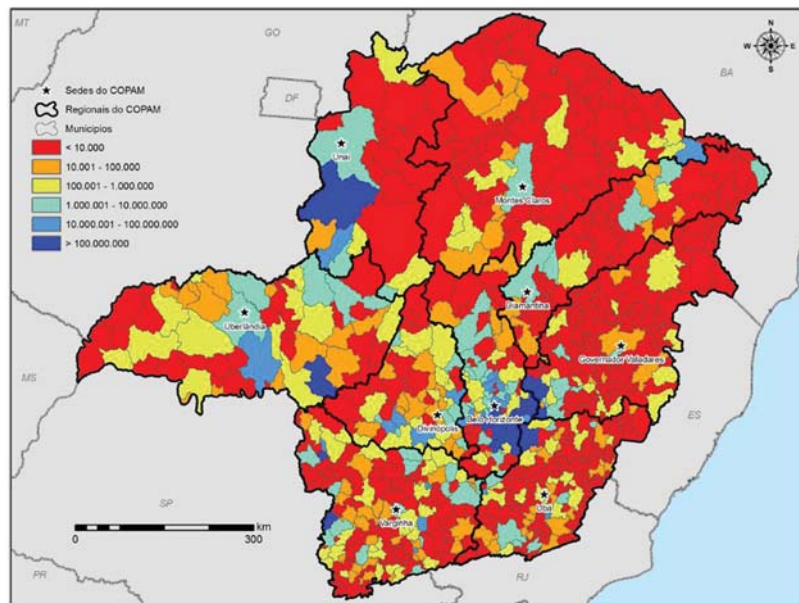 MT
GO
N
W E
S
BA
DF
★ Sedes do COPAM
Regionais do COPAM
Municípios
< 10.000
10.001 - 100.000
100.001 - 1.000.000
1.000.001 - 10.000.000
10.000.001 - 100.000.000
> 100.000.000
Unaí
Montes Claros
Diamantina
Uberlândia
Governador Valadares
MS
ES
Divinópolis
Belo Horizonte
SP
Ubá
Varginha
km
0 300
PR
RJ